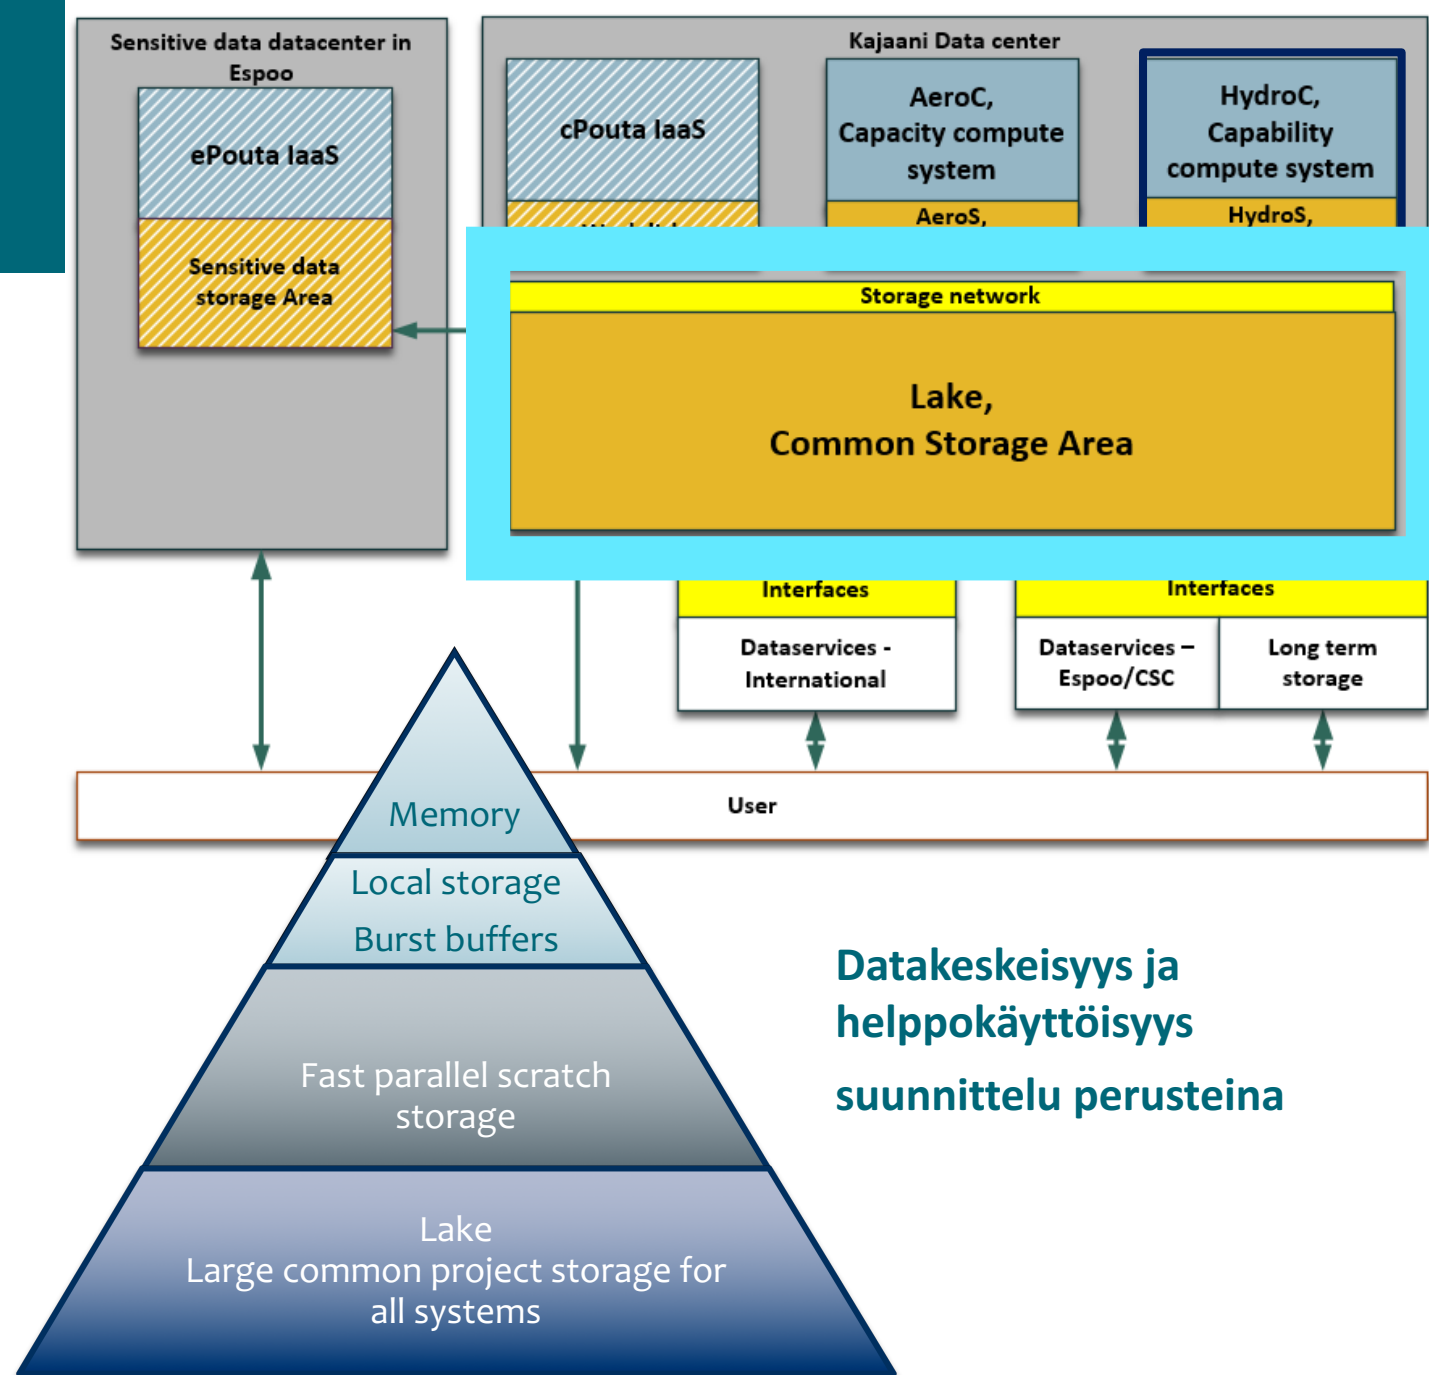 Sensitive data datacenter in
Espoo
ePouta IaaS
Sensitive data
storage Area
Kajaani Data center
cPouta IaaS
AeroC,
Capacity compute
system
AeroS,
HydroC,
Capability
compute system
HydroS,
Storage network
Lake,
Common Storage Area
Interfaces
Interfaces
Dataservices -
International
Dataservices –
Espoo/CSC
Long term
storage
User
Memory
Local storage
Burst buffers
Fast parallel scratch
storage
Lake
Large common project storage for
all systems
Datakeskeisyys ja
helppokäyttöisyys
suunnittelu perusteina